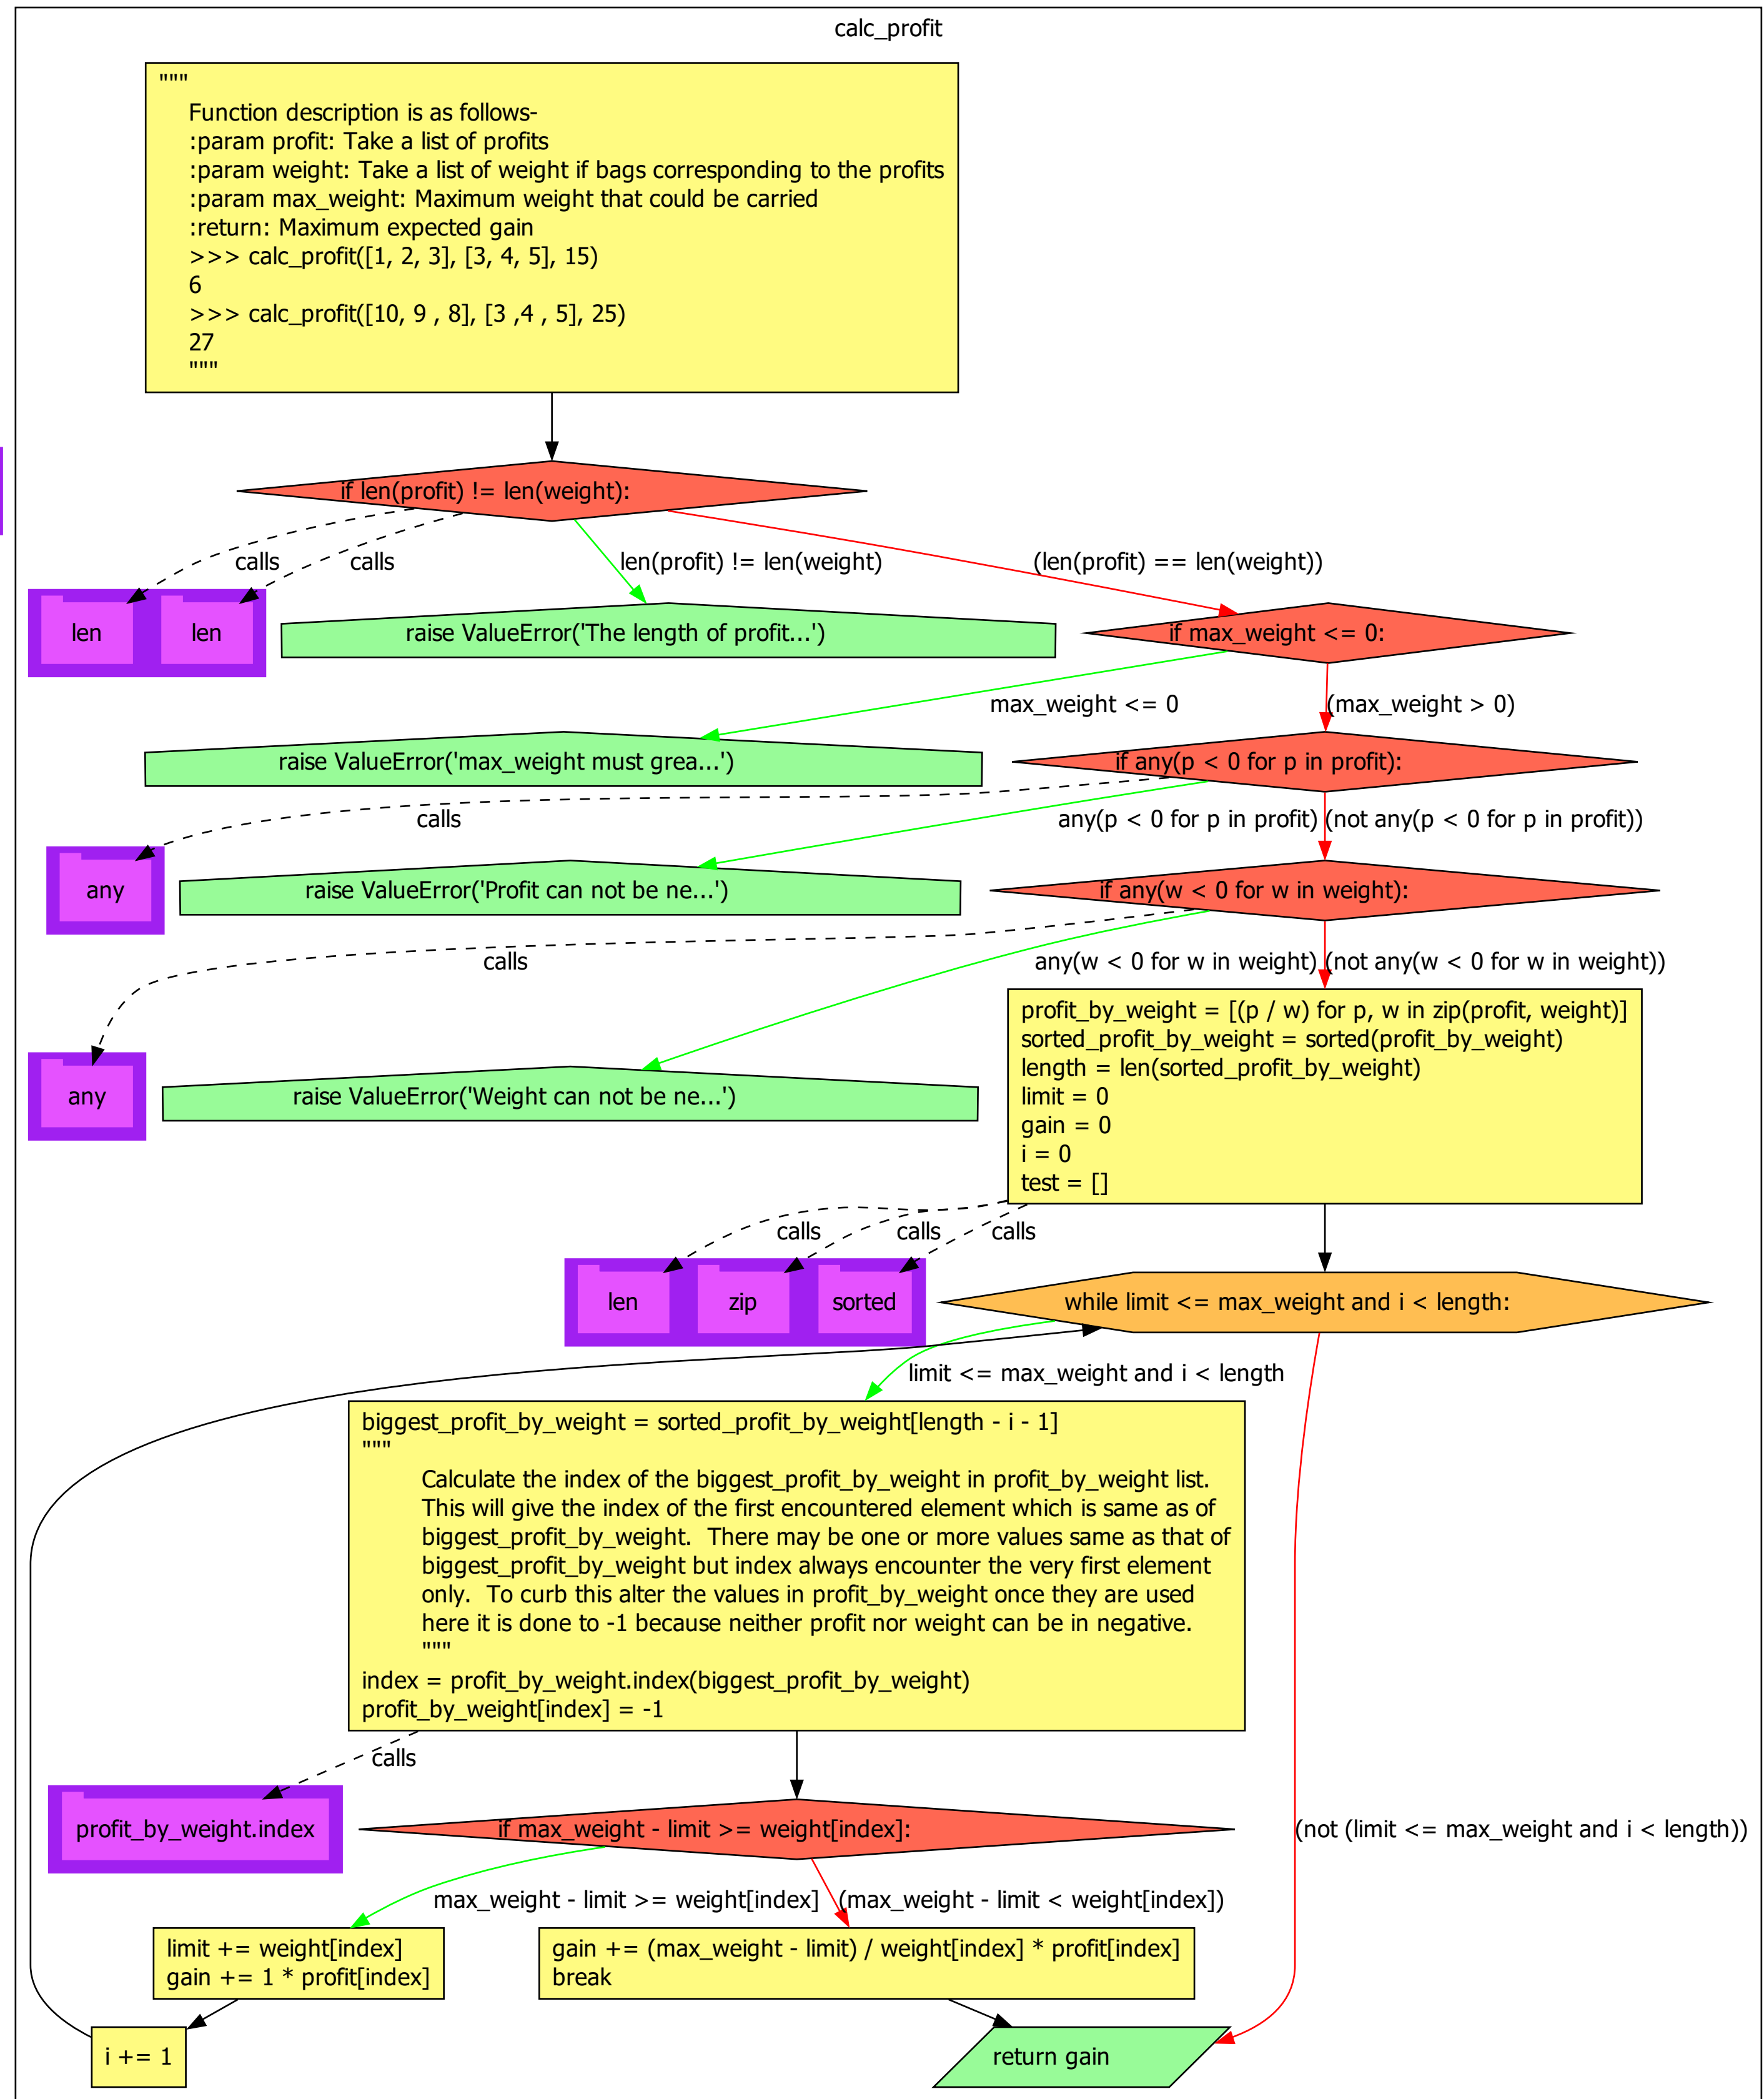 calc_profit
"""
Function description is as follows-
:param profit: Take a list of profits
:param weight: Take a list of weight if bags corresponding to the profits
:param max_weight: Maximum weight that could be carried
:return: Maximum expected gain
>>> calc_profit([1, 2, 3], [3, 4, 5], 15)
6
>>> calc_profit([10, 9 , 8], [3 ,4 , 5], 25)
27
"""
if len(profit) != len(weight):
calls
calls
len(profit) != len(weight)
(len(profit) == len(weight))
len
len
raise ValueError('The length of profit...')
if max_weight <= 0:
max_weight <= 0
(max_weight > 0)
raise ValueError('max_weight must grea...')
if any(p < 0 for p in profit):
calls
any(p < 0 for p in profit)
(not any(p < 0 for p in profit))
any
raise ValueError('Profit can not be ne...')
if any(w < 0 for w in weight):
calls
any(w < 0 for w in weight)
(not any(w < 0 for w in weight))
any
raise ValueError('Weight can not be ne...')
profit_by_weight = [(p / w) for p, w in zip(profit, weight)]
sorted_profit_by_weight = sorted(profit_by_weight)
length = len(sorted_profit_by_weight)
limit = 0
gain = 0
i = 0
test = []
calls
calls
calls
len
zip
sorted
while limit <= max_weight and i < length:
limit <= max_weight and i < length
biggest_profit_by_weight = sorted_profit_by_weight[length - i - 1]
"""
Calculate the index of the biggest_profit_by_weight in profit_by_weight list.
This will give the index of the first encountered element which is same as of
biggest_profit_by_weight.  There may be one or more values same as that of
biggest_profit_by_weight but index always encounter the very first element
only.  To curb this alter the values in profit_by_weight once they are used
here it is done to -1 because neither profit nor weight can be in negative.
"""
index = profit_by_weight.index(biggest_profit_by_weight)
profit_by_weight[index] = -1
calls
profit_by_weight.index
if max_weight - limit >= weight[index]:
(not (limit <= max_weight and i < length))
max_weight - limit >= weight[index]
(max_weight - limit < weight[index])
limit += weight[index]
gain += 1 * profit[index]
gain += (max_weight - limit) / weight[index] * profit[index]
break
i += 1
return gain